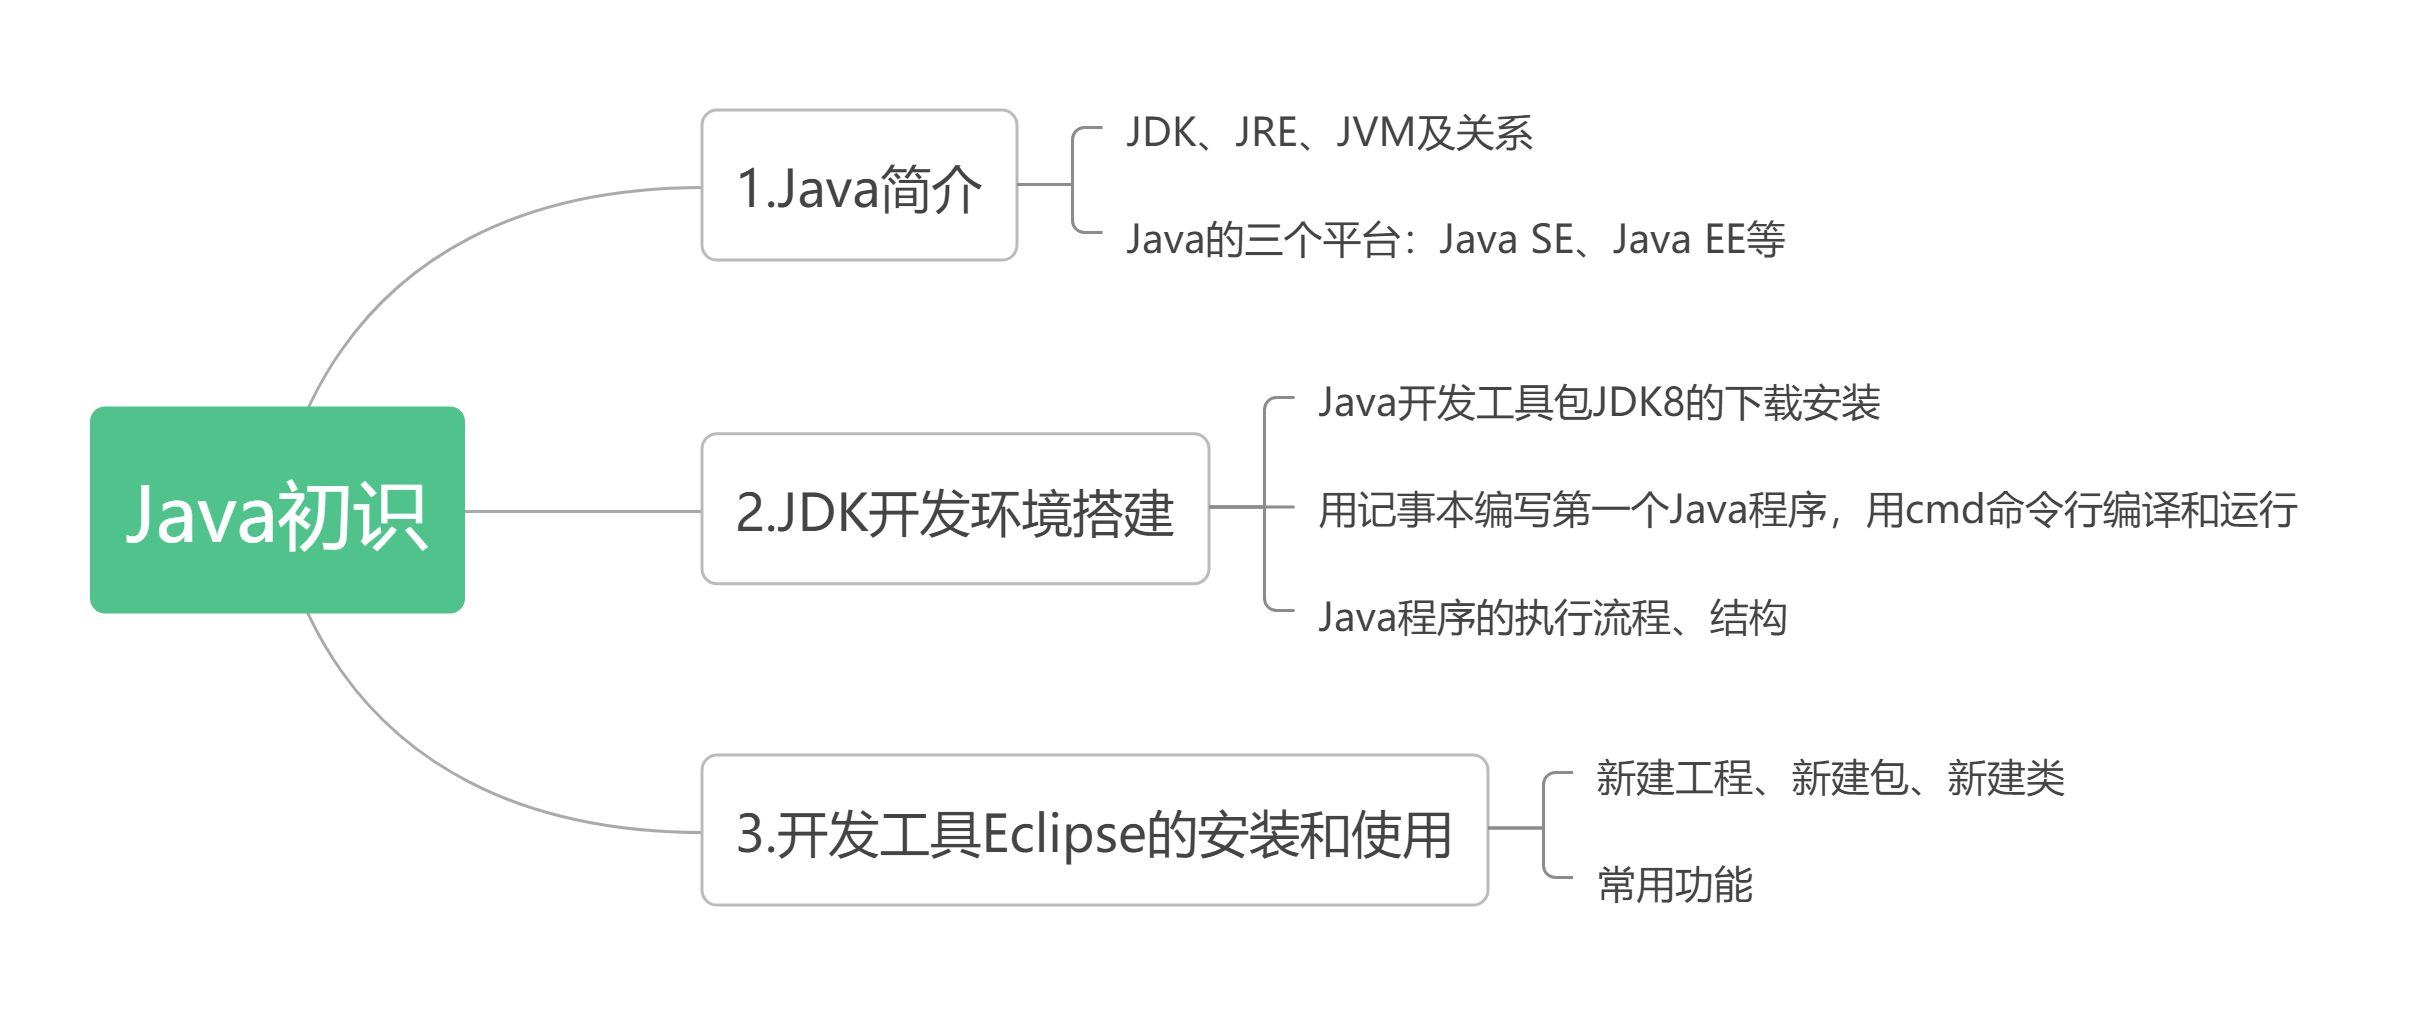 Java初识
1.Java简介
JDK、JRE、JVM及关系
Java的三个平台：Java SE、Java EE等
2.JDK开发环境搭建
Java开发工具包JDK8的下载安装
用记事本编写第一个Java程序，用cmd命令行编译和运行
Java程序的执行流程、结构
3.开发工具Eclipse的安装和使用
新建工程、新建包、新建类
常用功能